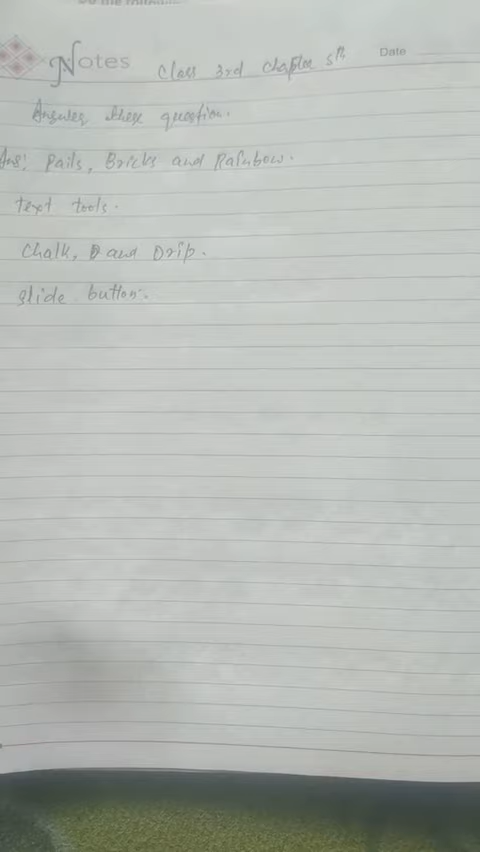 Notes Class 3rd Chapter 5th Date
Answer these question.
Ans: Pails, Bricks and Rainbow.
text tools.
Chalk, and Drip.
slide button.